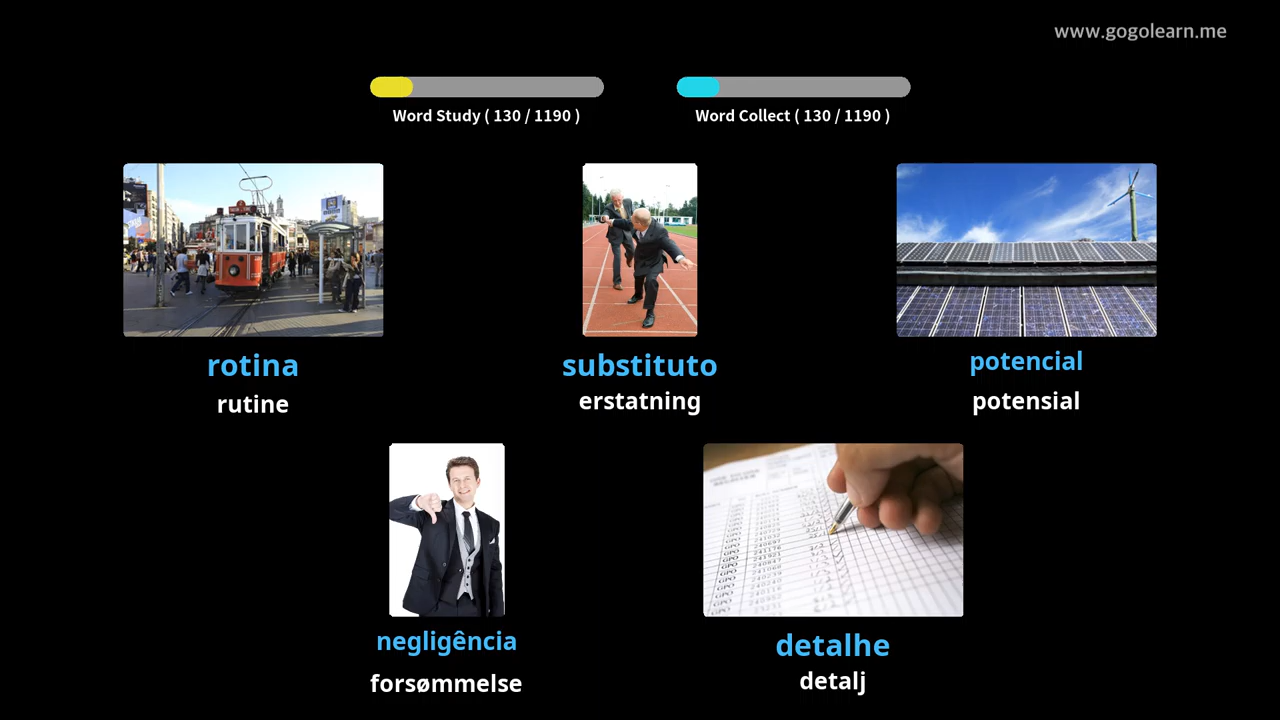 www.gogolearn.me
Word Study ( 130 / 1190 )
Word Collect ( 130 / 1190 )
rotina
rutine
substituto
erstatning
potencial
potensial
negligência
forsømmelse
detalhe
detalj